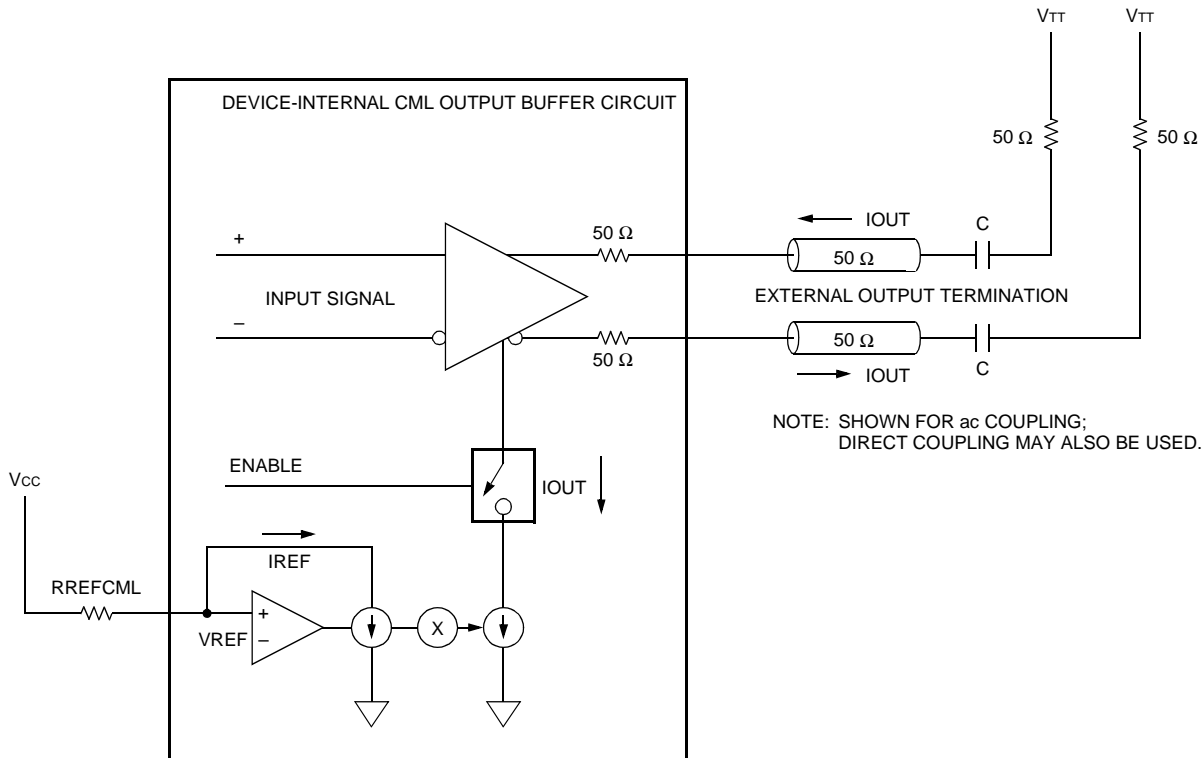 VTT
VTT
DEVICE-INTERNAL CML OUTPUT BUFFER CIRCUIT
50 Ω
50 Ω
IOUT
C
50 Ω
+
50 Ω
INPUT SIGNAL
EXTERNAL OUTPUT TERMINATION
–
50 Ω
50 Ω
IOUT
C
NOTE: SHOWN FOR ac COUPLING;
DIRECT COUPLING MAY ALSO BE USED.
ENABLE
IOUT
VCC
IREF
RREFCML
+
VREF
–
X